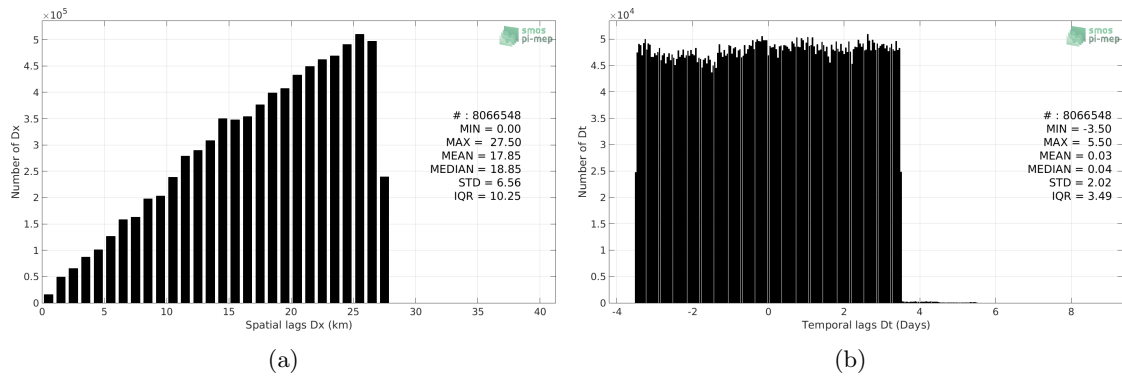 ×10⁵
5
4.5
4
3.5
3
2.5
2
1.5
1
0.5
0
Number of Dx
0 5 10 15 20 25 30 35 40
Spatial lags Dx (km)
smos
pi-mep
# : 8066548
MIN = 0.00
MAX = 27.50
MEAN = 17.85
MEDIAN = 18.85
STD = 6.56
IQR = 10.25
(a)
×10⁴
5
4.5
4
3.5
3
2.5
2
1.5
1
0.5
0
Number of Dt
-4 -2 0 2 4 6 8
Temporal lags Dt (Days)
smos
pi-mep
# : 8066548
MIN = -3.50
MAX = 5.50
MEAN = 0.03
MEDIAN = 0.04
STD = 2.02
IQR = 3.49
(b)